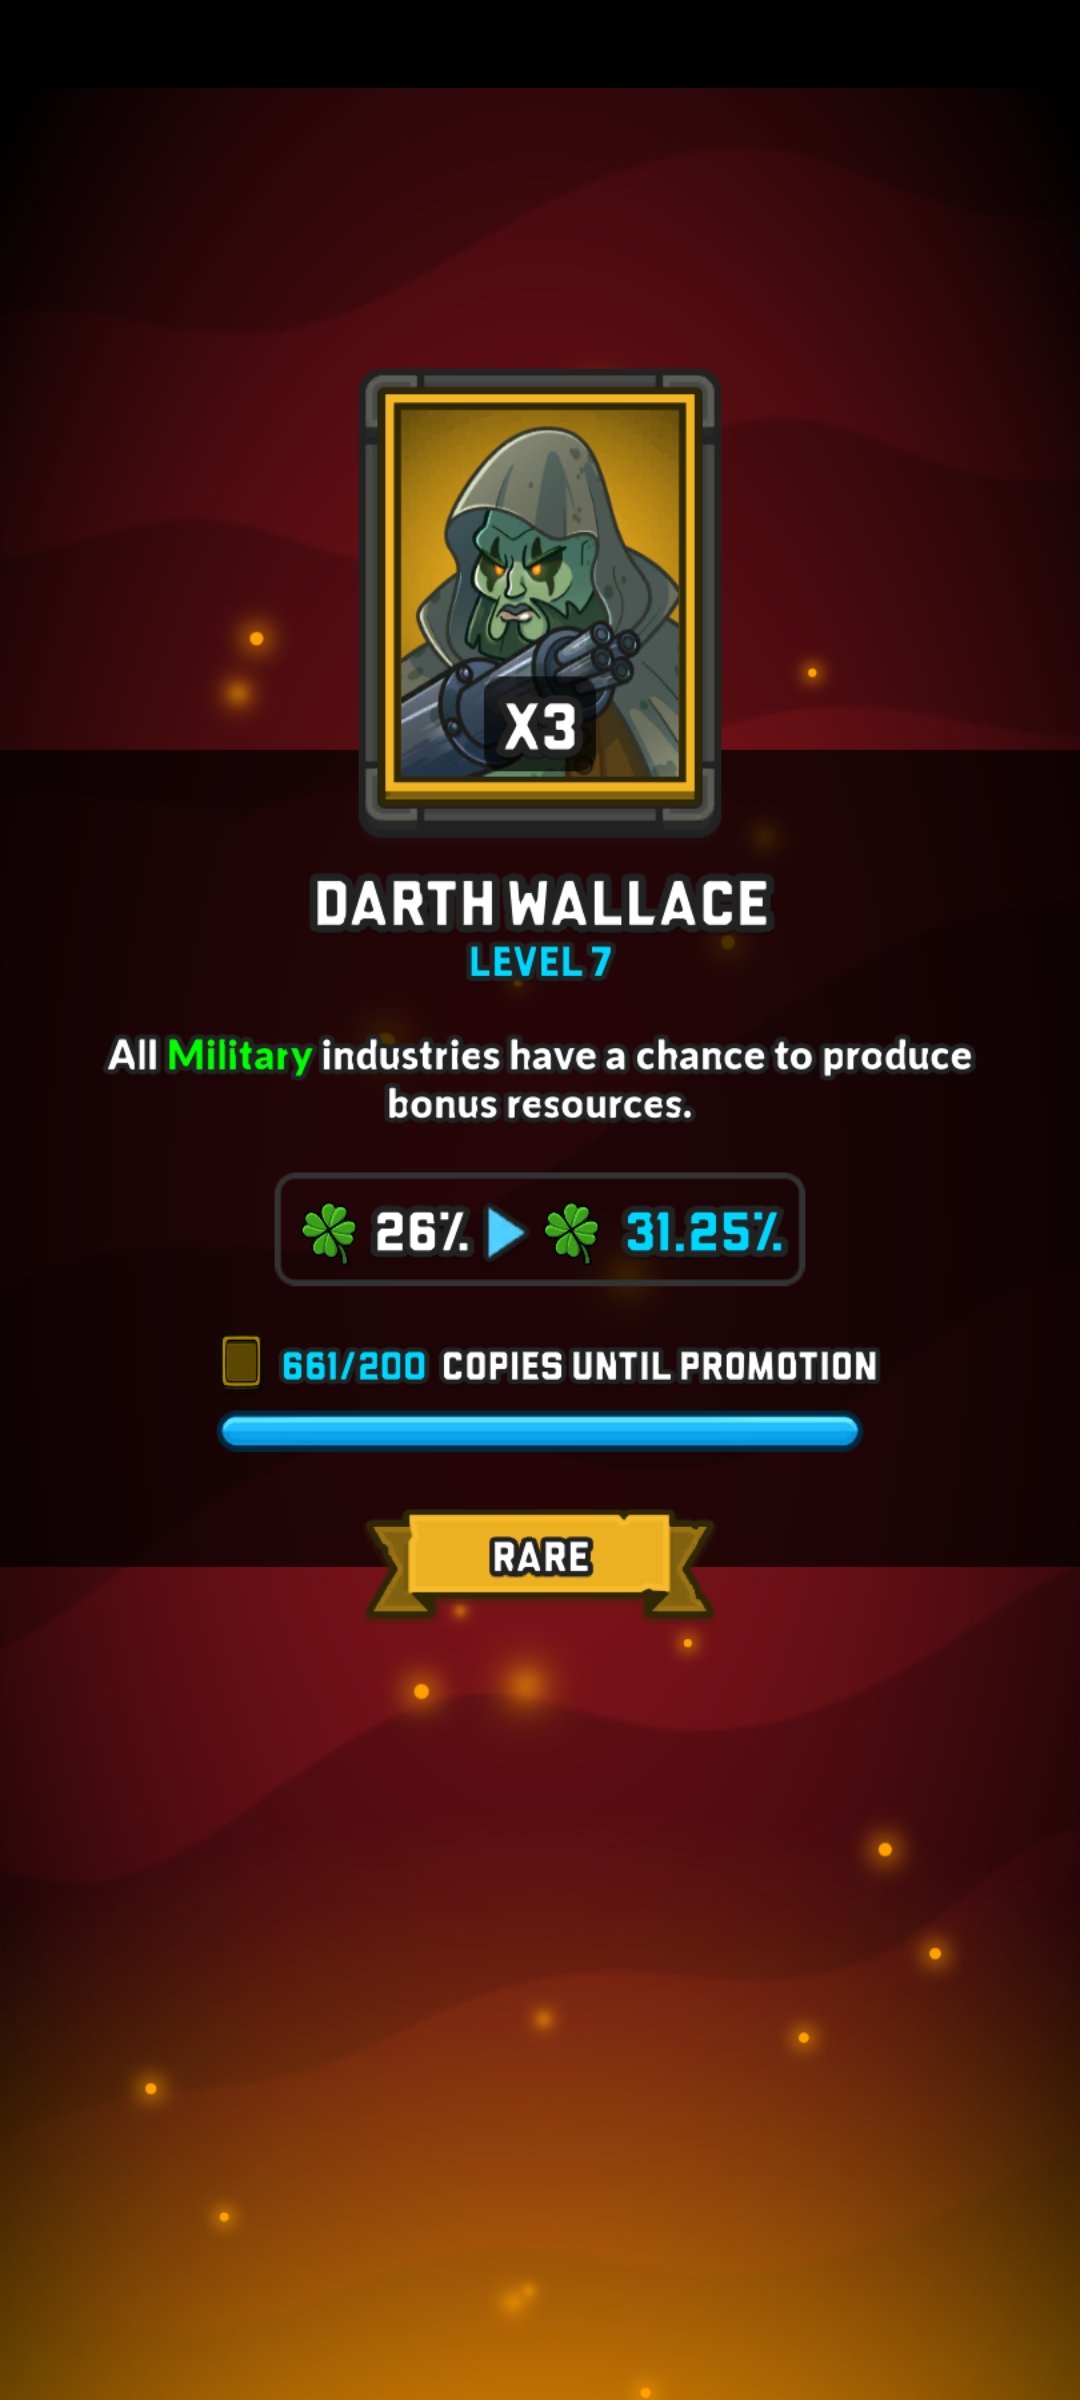 X3
DARTH WALLACE
LEVEL 7
All Military industries have a chance to produce
bonus resources.
26% 31.25%
661/200 COPIES UNTIL PROMOTION
RARE